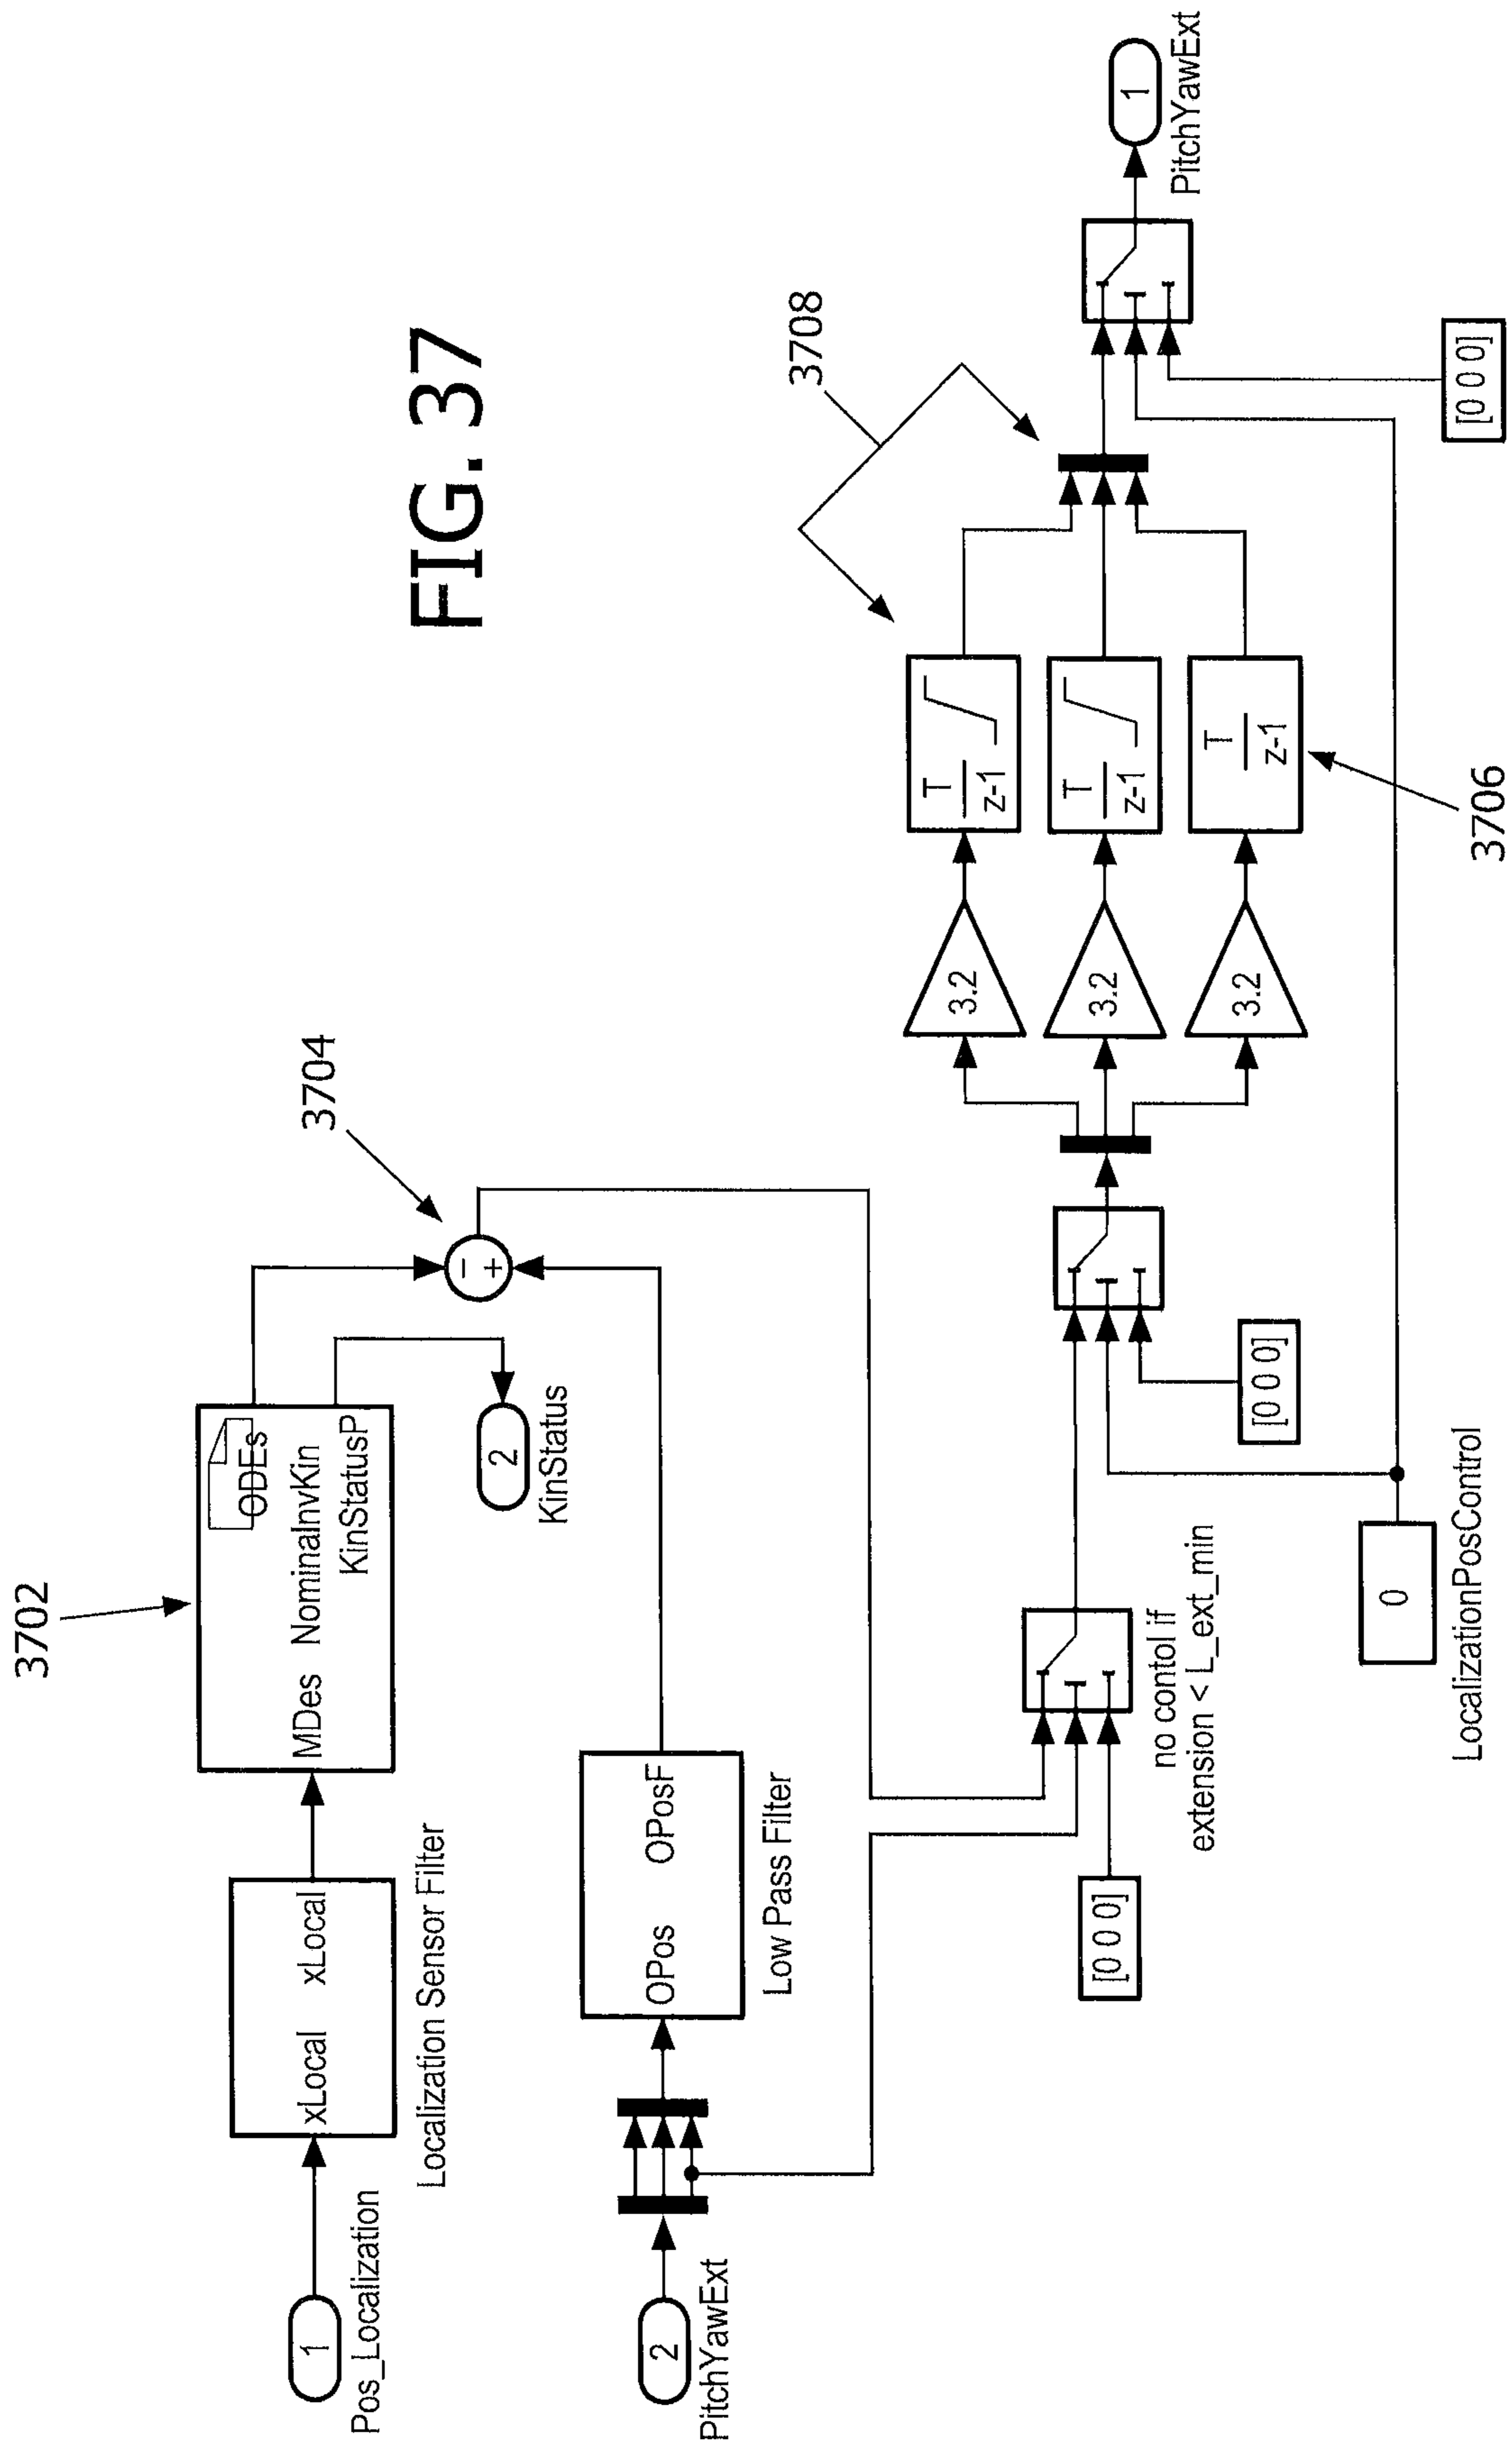 FIG. 37
3702
ODEs
MDes NominalInvKin
KinStatusP
xLocal xLocal
Localization Sensor Filter
1
Pos_Localization
2
KinStatus
3704
−
+
2
PitchYawExt
OPos OPosF
Low Pass Filter
[0 0 0]
no contol if
extension < L_ext_min
0
LocalizationPosControl
[0 0 0]
3.2
3.2
3.2
T
z-1
T
z-1
T
z-1
3706
3708
[0 0 0]
1
PitchYawExt